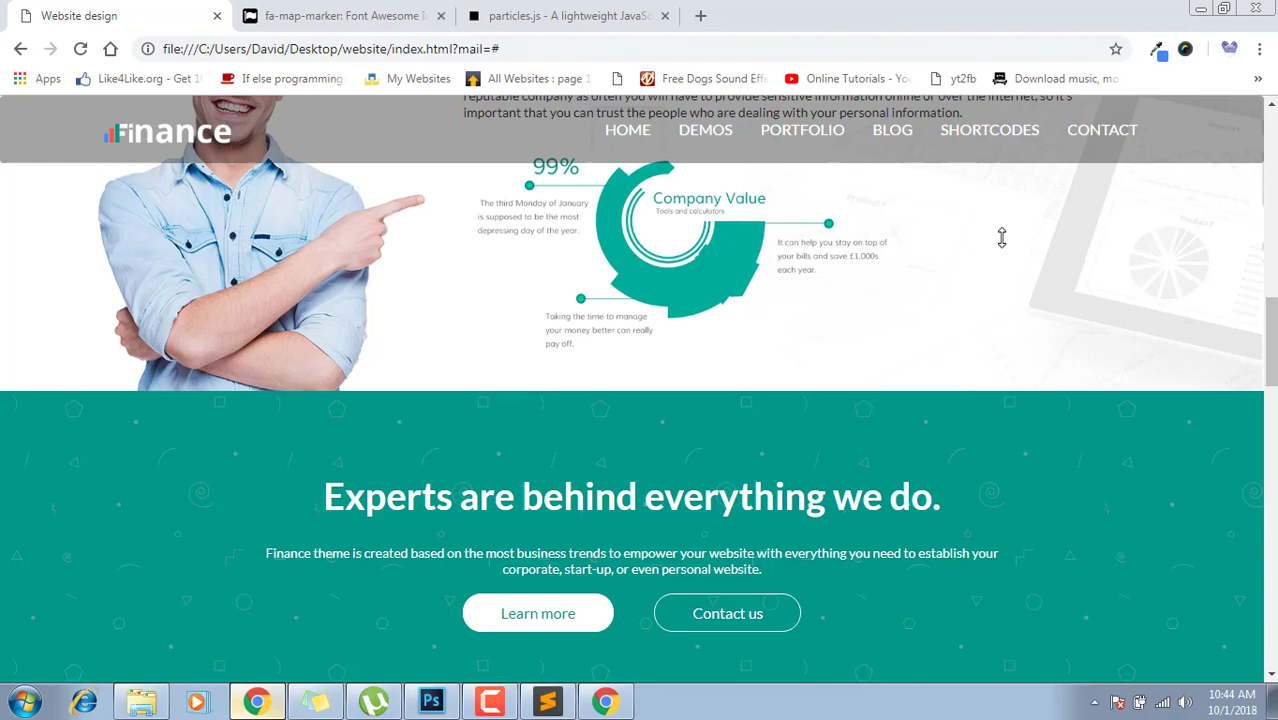 Website design
fa-map-marker: Font Awesome I
particles.js - A lightweight JavaSc
file:///C:/Users/David/Desktop/website/index.html?mail=#
Apps
Like4Like.org - Get 1
If else programming
My Websites
All Websites : page 1
Free Dogs Sound Eff
Online Tutorials - Yo
yt2fb
Download music, mo
»
reputable company as often you will have to provide sensitive information online or over the internet, so it's
important that you can trust the people who are dealing with your personal information.
Finance
HOME
DEMOS
PORTFOLIO
BLOG
SHORTCODES
CONTACT
99%
The third Monday of January
is supposed to be the most
depressing day of the year.
Company Value
Tools and calculators
It can help you stay on top of
your bills and save £1,000s
each year.
Taking the time to manage
your money better can really
pay off.
Experts are behind everything we do.
Finance theme is created based on the most business trends to empower your website with everything you need to establish your
corporate, start-up, or even personal website.
Learn more
Contact us
Ps
10:44 AM
10/1/2018